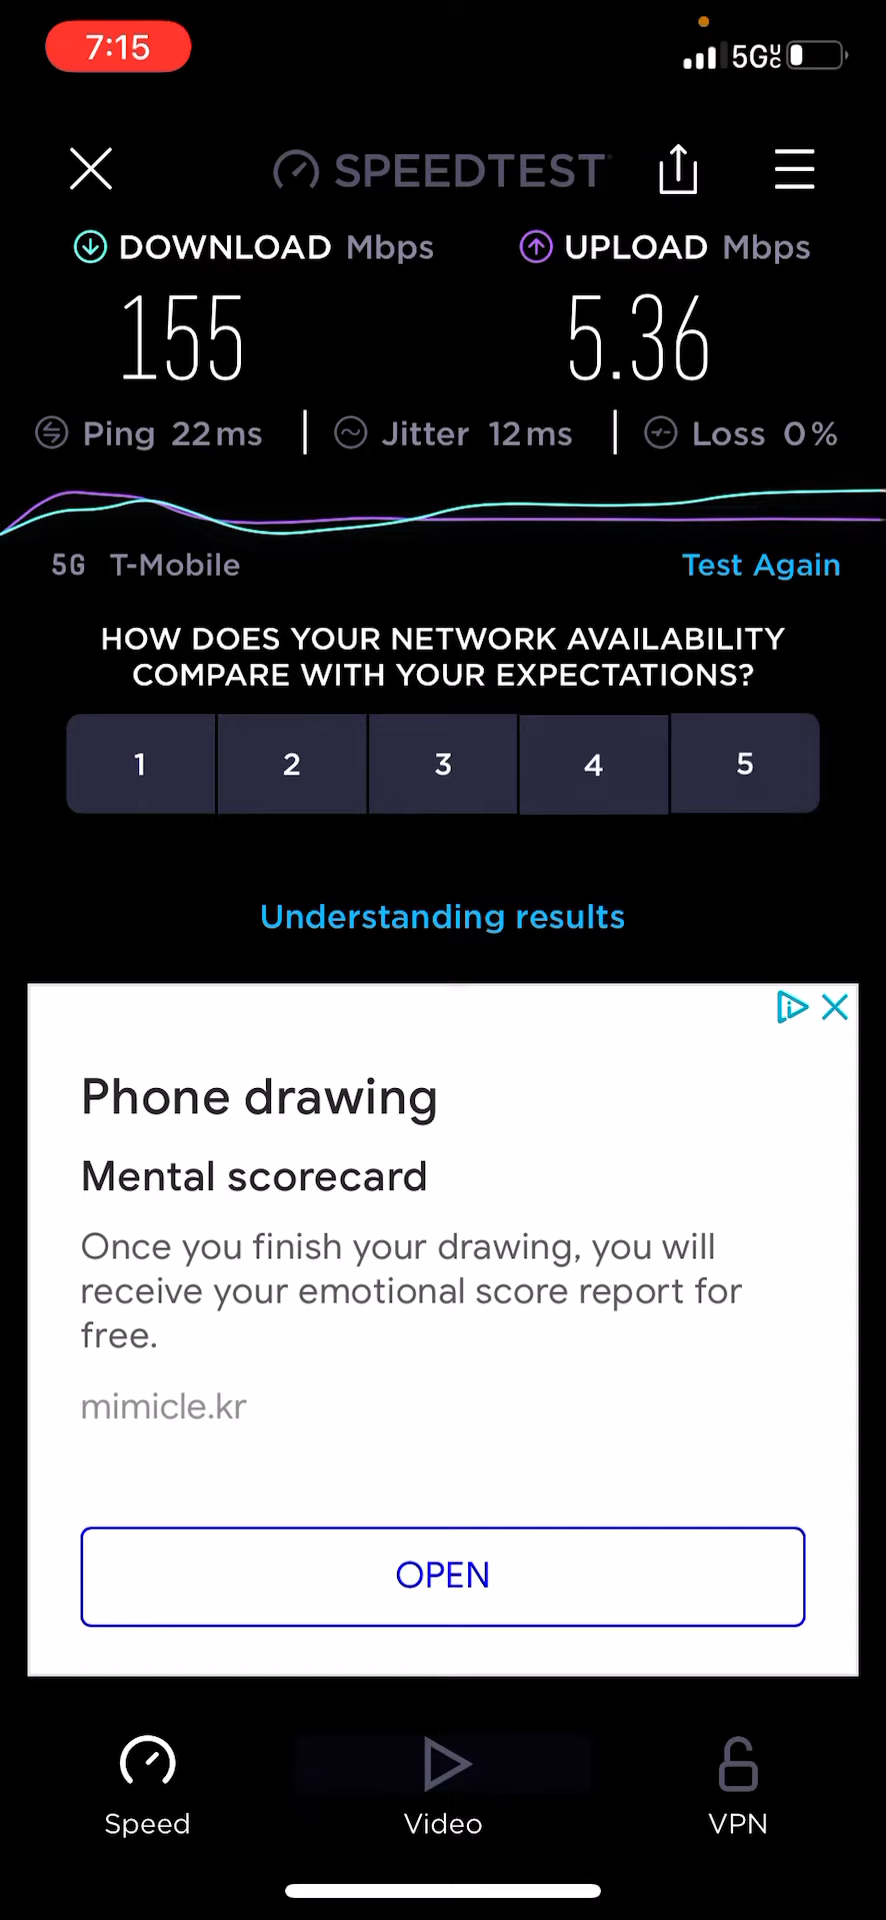 7:15
5G UC
SPEEDTEST
DOWNLOAD Mbps
UPLOAD Mbps
155
5.36
Ping 22 ms
Jitter 12 ms
Loss 0 %
5G T-Mobile
Test Again
HOW DOES YOUR NETWORK AVAILABILITY
COMPARE WITH YOUR EXPECTATIONS?
1 2 3 4 5
Understanding results
Phone drawing
Mental scorecard
Once you finish your drawing, you will
receive your emotional score report for
free.
mimicle.kr
OPEN
Speed
Video
VPN